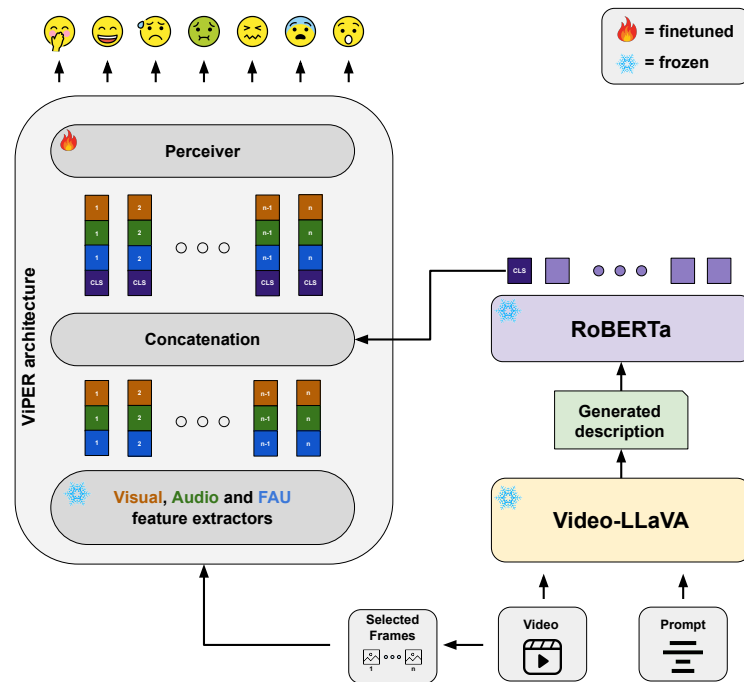 = finetuned
= frozen
Perceiver
1 2 n-1 n
1 2 n-1 n
1 2 n-1 n
CLS CLS CLS CLS
CLS
ViPER architecture
Concatenation
RoBERTa
1 2 n-1 n
1 2 n-1 n
1 2 n-1 n
Generated
description
Visual, Audio and FAU
feature extractors
Video-LLaVA
Selected
Frames
1 n
Video
Prompt